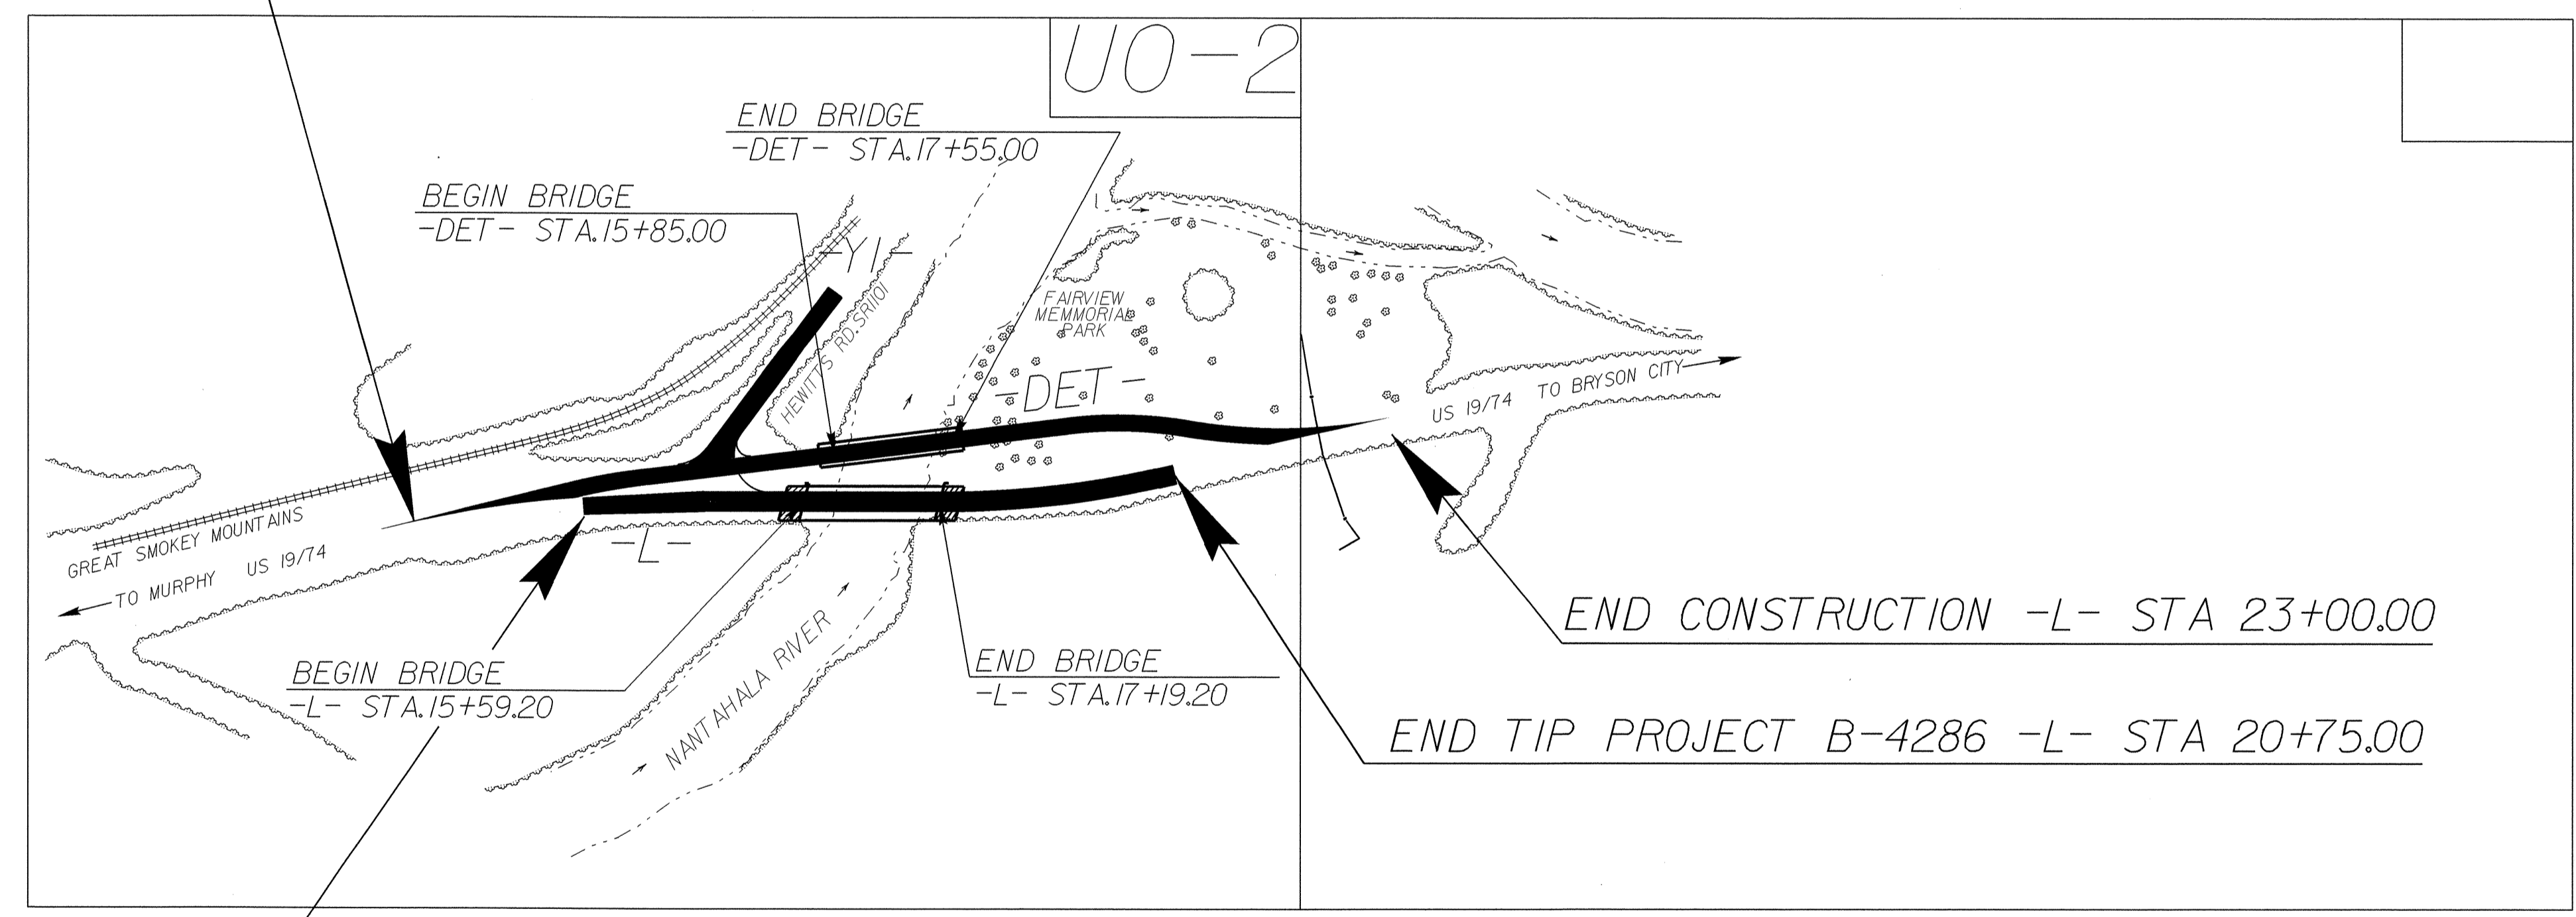 UO-2
END BRIDGE
-DET- STA.17+55.00
BEGIN BRIDGE
-DET- STA.15+85.00
-Y1-
HEWITTS RD. SR1101
FAIRVIEW
MEMMORIAL
PARK
-DET-
US 19/74 TO BRYSON CITY
GREAT SMOKEY MOUNTAINS
TO MURPHY US 19/74
-L-
NANTAHALA RIVER
BEGIN BRIDGE
-L- STA.15+59.20
END BRIDGE
-L- STA.17+19.20
END CONSTRUCTION -L- STA 23+00.00
END TIP PROJECT B-4286 -L- STA 20+75.00